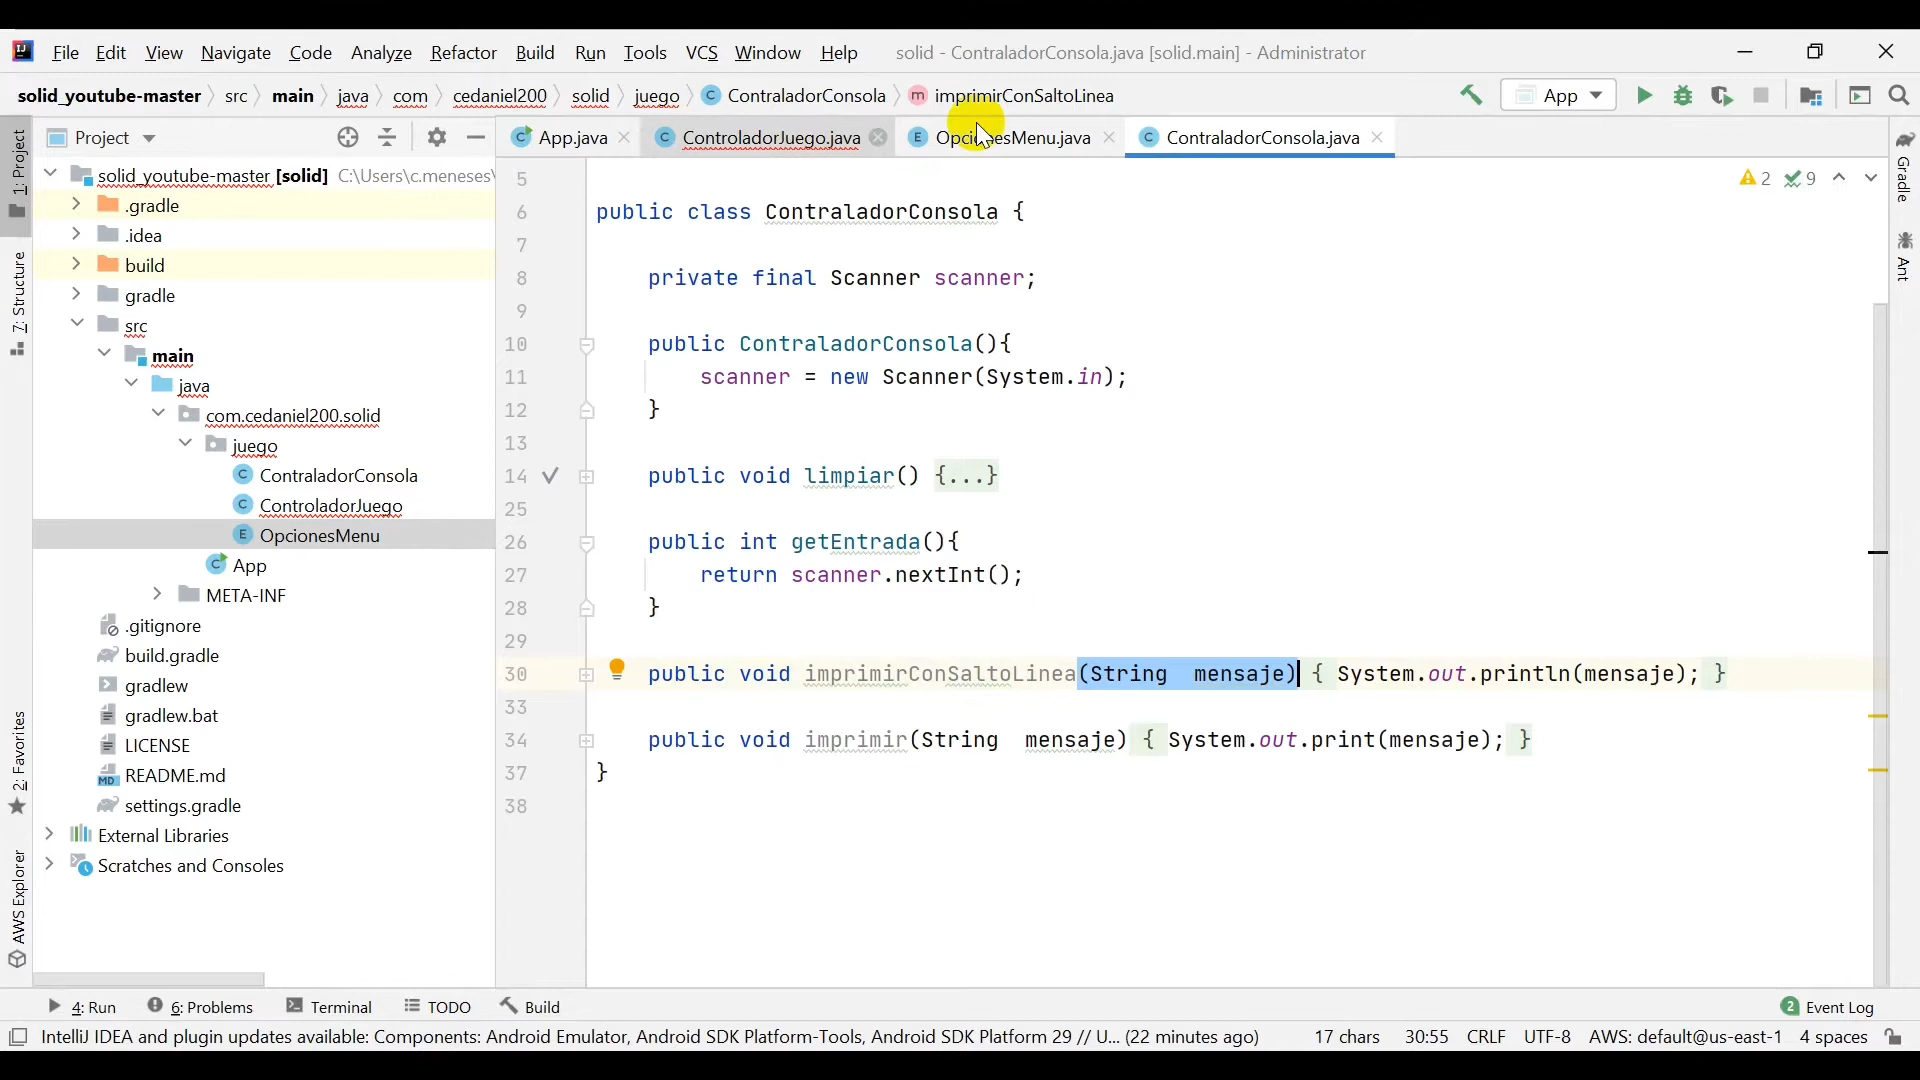 File Edit View Navigate Code Analyze Refactor Build Run Tools VCS Window Help solid - ContraladorConsola.java [solid.main] - Administrator
solid_youtube-master src main java com cedaniel200 solid juego ContraladorConsola imprimirConSaltoLinea App
Project App.java ControladorJuego.java OpcionesMenu.java ContraladorConsola.java
1: Project
7: Structure
2: Favorites
AWS Explorer
Gradle
Ant
solid_youtube-master [solid] C:\Users\c.meneses\
.gradle
.idea
build
gradle
src
main
java
com.cedaniel200.solid
juego
ContraladorConsola
ControladorJuego
OpcionesMenu
App
META-INF
.gitignore
build.gradle
gradlew
gradlew.bat
LICENSE
README.md
settings.gradle
External Libraries
Scratches and Consoles
2 9
5
6 public class ContraladorConsola {
7
8 private final Scanner scanner;
9
10 public ContraladorConsola(){
11 scanner = new Scanner(System.in);
12 }
13
14 public void limpiar() {...}
25
26 public int getEntrada(){
27 return scanner.nextInt();
28 }
29
30 public void imprimirConSaltoLinea(String mensaje) { System.out.println(mensaje); }
33
34 public void imprimir(String mensaje) { System.out.print(mensaje); }
37 }
38
4: Run 6: Problems Terminal TODO Build 2 Event Log
IntelliJ IDEA and plugin updates available: Components: Android Emulator, Android SDK Platform-Tools, Android SDK Platform 29 // U... (22 minutes ago) 17 chars 30:55 CRLF UTF-8 AWS: default@us-east-1 4 spaces